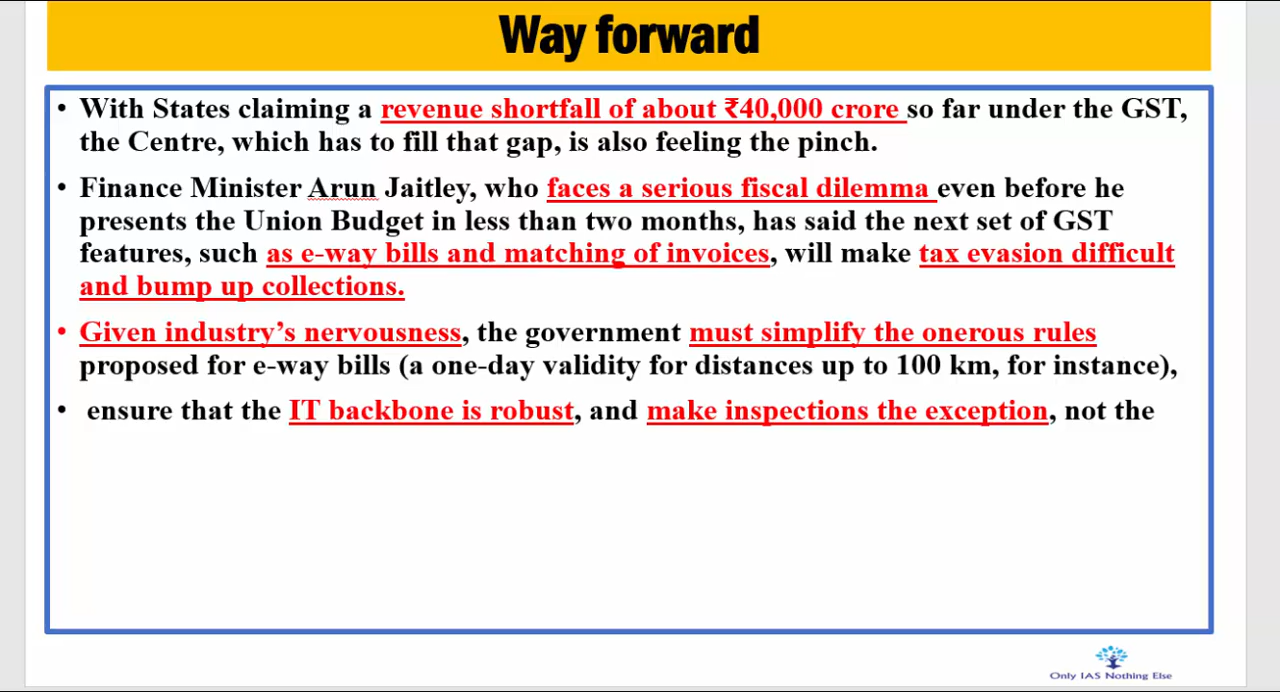 Way forward
• With States claiming a revenue shortfall of about ₹40,000 crore so far under the GST,
the Centre, which has to fill that gap, is also feeling the pinch.
• Finance Minister Arun Jaitley, who faces a serious fiscal dilemma even before he
presents the Union Budget in less than two months, has said the next set of GST
features, such as e-way bills and matching of invoices, will make tax evasion difficult
and bump up collections.
• Given industry’s nervousness, the government must simplify the onerous rules
proposed for e-way bills (a one-day validity for distances up to 100 km, for instance),
• ensure that the IT backbone is robust, and make inspections the exception, not the
Only IAS Nothing Else